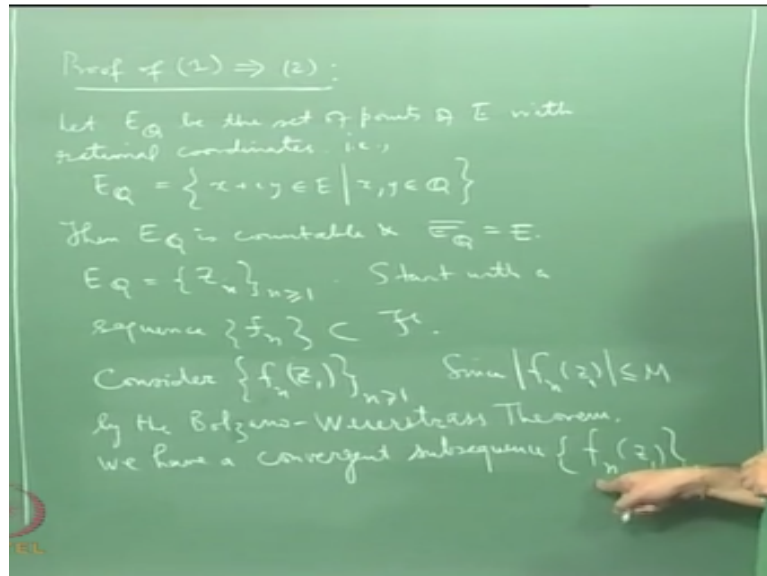 Proof of (1) ⇒ (2) :
Let E_Q be the set of points of E with
rational coordinates i.e.,
E_Q = { x+iy ∈ E | x,y ∈ Q }
Then E_Q is countable & \overline{E_Q} = E.
E_Q = { Z_n }_{n≥1} . Start with a
sequence { f_n } ⊂ ℱ.
Consider { f_n(z_1) }_{n≥1} Since |f_n(z_1)| ≤ M
by the Bolzano-Weierstrass Theorem.
we have a convergent subsequence { f_n(z_1) }